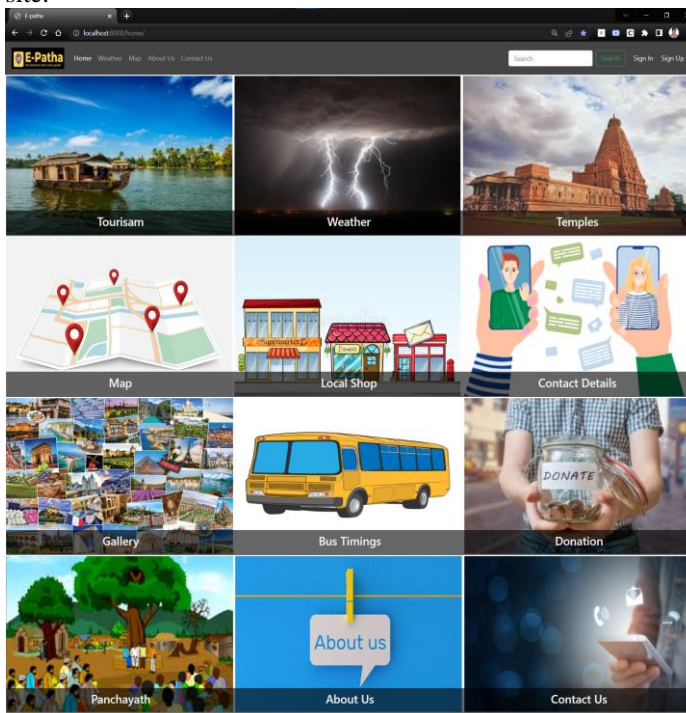 site.
E-patha
localhost:8000/home/
E-Patha
Home Weather Map About Us Contact Us
Search
Search
Sign In Sign Up
Tourisam
Weather
Temples
Supermarket
Flowers
Map
Local Shop
Contact Details
DONATE
Gallery
Bus Timings
Donation
About us
Panchayath
About Us
Contact Us